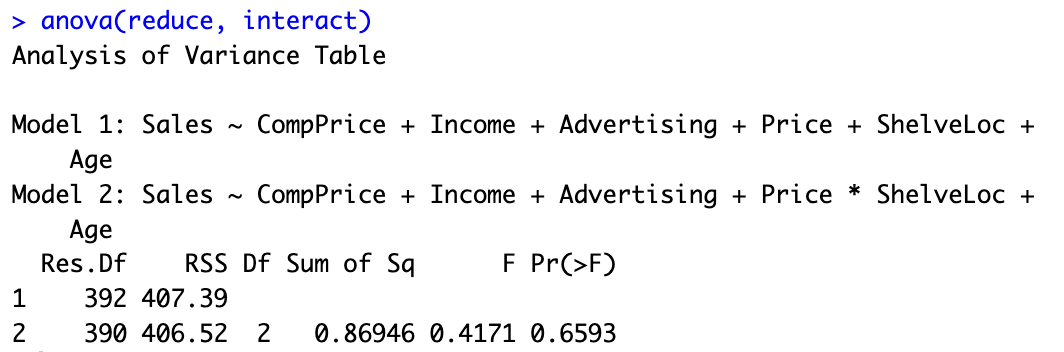 > anova(reduce, interact)
Analysis of Variance Table

Model 1: Sales ~ CompPrice + Income + Advertising + Price + ShelveLoc +
    Age
Model 2: Sales ~ CompPrice + Income + Advertising + Price * ShelveLoc +
    Age
  Res.Df    RSS Df Sum of Sq      F Pr(>F)
1    392 407.39
2    390 406.52  2   0.86946 0.4171 0.6593